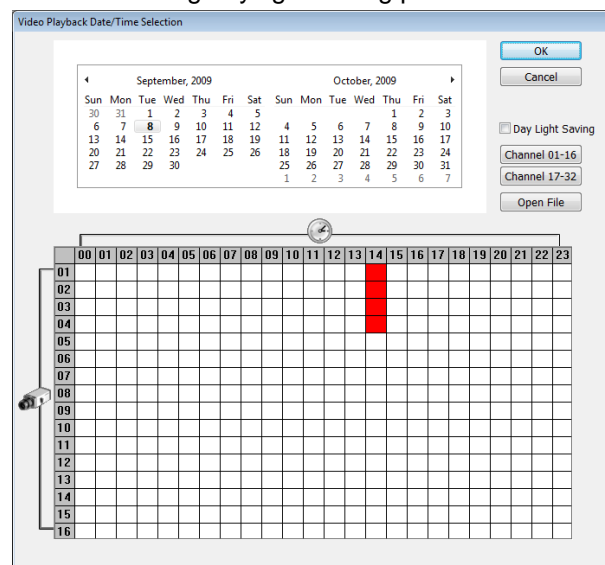 Video Playback Date/Time Selection
OK
Cancel
September, 2009 October, 2009
Sun Mon Tue Wed Thu Fri Sat Sun Mon Tue Wed Thu Fri Sat
30 31 1 2 3 4 5 1 2 3
6 7 8 9 10 11 12 4 5 6 7 8 9 10
13 14 15 16 17 18 19 11 12 13 14 15 16 17
20 21 22 23 24 25 26 18 19 20 21 22 23 24
27 28 29 30 25 26 27 28 29 30 31
1 2 3 4 5 6 7
Day Light Saving
Channel 01-16
Channel 17-32
Open File
00 01 02 03 04 05 06 07 08 09 10 11 12 13 14 15 16 17 18 19 20 21 22 23
01
02
03
04
05
06
07
08
09
10
11
12
13
14
15
16